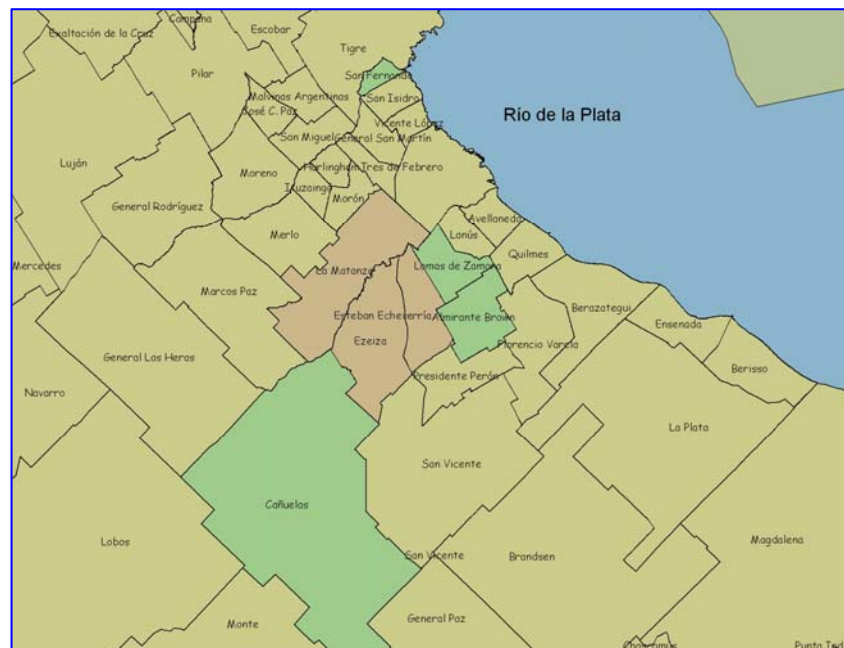 Campana
Exaltación de la Cruz
Escobar
Tigre
Pilar
San Fernando
Malvinas Argentinas
San Isidro
José C. Paz
Río de la Plata
Vicente López
San Miguel
General San Martín
Luján
Hurlingham
Tres de Febrero
Moreno
Ituzaingo
Morón
General Rodríguez
Avellaneda
Merlo
Lanús
Quilmes
Mercedes
La Matanza
Lomas de Zamora
Marcos Paz
Berazategui
Esteban Echeverría
Almirante Brown
Ensenada
Ezeiza
Florencio Varela
General Las Heras
Berisso
Presidente Perón
Navarro
La Plata
San Vicente
Cañuelas
Lobos
Magdalena
San Vicente
Brandsen
Monte
General Paz
Chascomus
Punta Ind